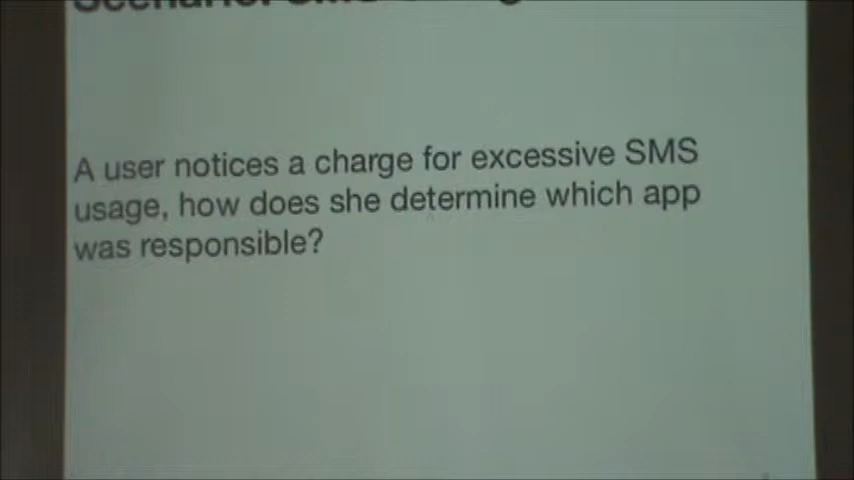 A user notices a charge for excessive SMS
usage, how does she determine which app
was responsible?